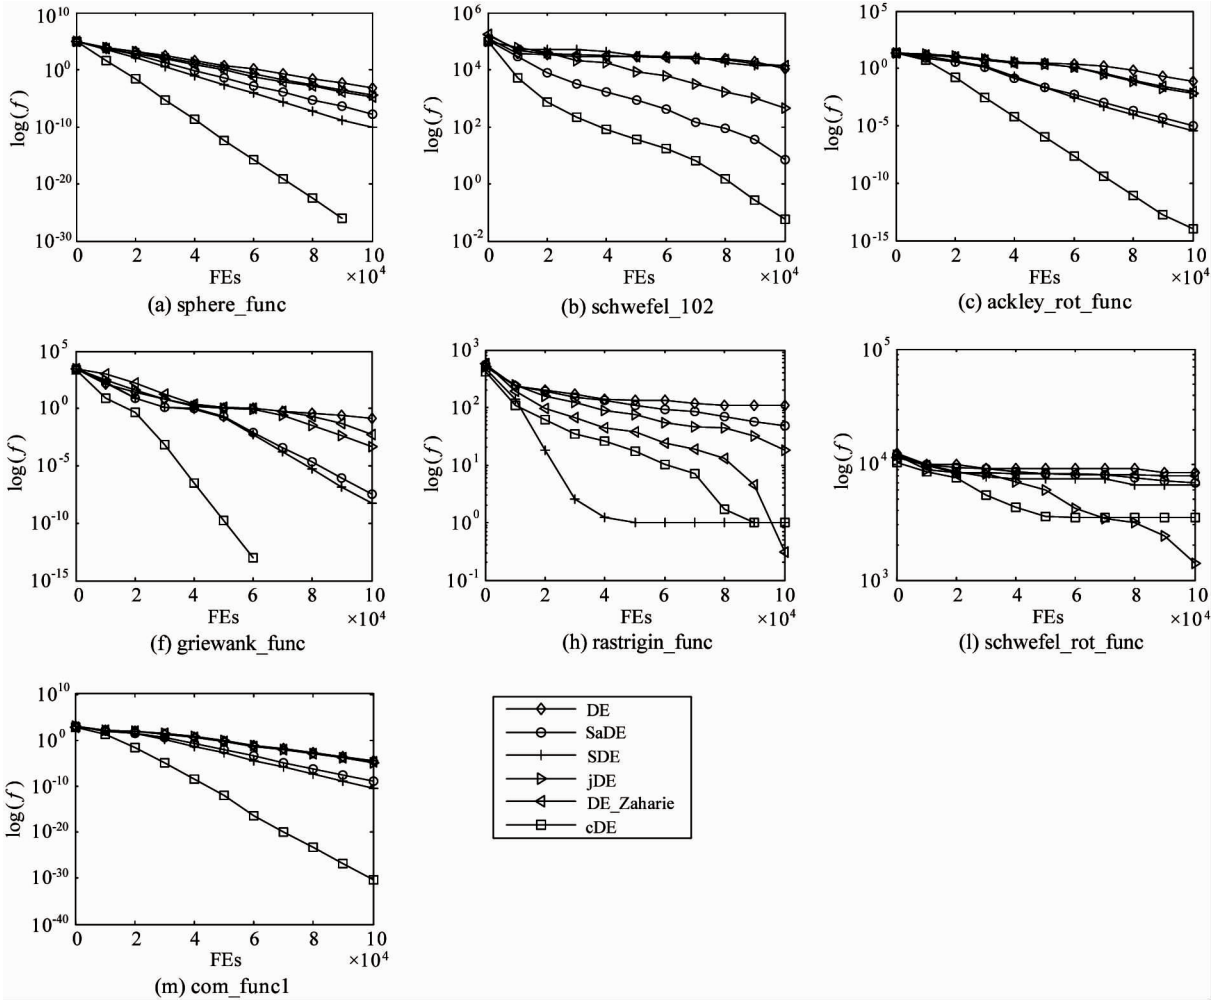 10^10
10^0
10^-10
10^-20
10^-30
log(f)
0 2 4 6 8 10
FEs ×10^4
(a) sphere_func
10^6
10^4
10^2
10^0
10^-2
log(f)
0 2 4 6 8 10
FEs ×10^4
(b) schwefel_102
10^5
10^0
10^-5
10^-10
10^-15
log(f)
0 2 4 6 8 10
FEs ×10^4
(c) ackley_rot_func
10^5
10^0
10^-5
10^-10
10^-15
log(f)
0 2 4 6 8 10
FEs ×10^4
(f) griewank_func
10^3
10^2
10^1
10^0
10^-1
log(f)
0 2 4 6 8 10
FEs ×10^4
(h) rastrigin_func
10^5
10^4
10^3
log(f)
0 2 4 6 8 10
FEs ×10^4
(l) schwefel_rot_func
10^10
10^0
10^-10
10^-20
10^-30
10^-40
log(f)
0 2 4 6 8 10
FEs ×10^4
(m) com_func1
DE
SaDE
SDE
jDE
DE_Zaharie
cDE